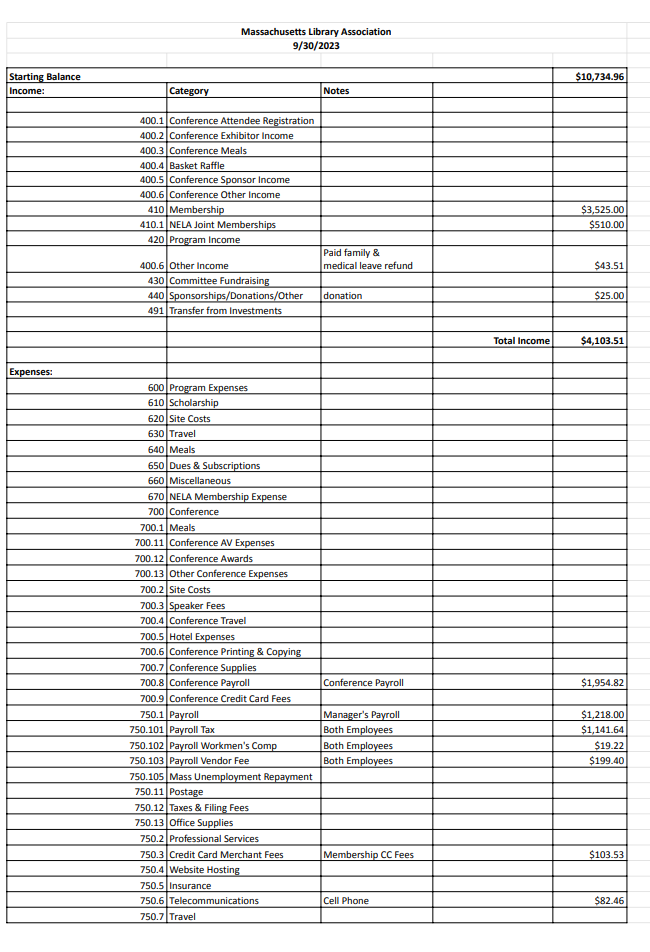 Massachusetts Library Association
9/30/2023
Starting Balance $10,734.96
Income: Category Notes
400.1 Conference Attendee Registration
400.2 Conference Exhibitor Income
400.3 Conference Meals
400.4 Basket Raffle
400.5 Conference Sponsor Income
400.6 Conference Other Income
410 Membership $3,525.00
410.1 NELA Joint Memberships $510.00
420 Program Income
Paid family &
400.6 Other Income medical leave refund $43.51
430 Committee Fundraising
440 Sponsorships/Donations/Other donation $25.00
491 Transfer from Investments
Total Income $4,103.51
Expenses:
600 Program Expenses
610 Scholarship
620 Site Costs
630 Travel
640 Meals
650 Dues & Subscriptions
660 Miscellaneous
670 NELA Membership Expense
700 Conference
700.1 Meals
700.11 Conference AV Expenses
700.12 Conference Awards
700.13 Other Conference Expenses
700.2 Site Costs
700.3 Speaker Fees
700.4 Conference Travel
700.5 Hotel Expenses
700.6 Conference Printing & Copying
700.7 Conference Supplies
700.8 Conference Payroll Conference Payroll $1,954.82
700.9 Conference Credit Card Fees
750.1 Payroll Manager's Payroll $1,218.00
750.101 Payroll Tax Both Employees $1,141.64
750.102 Payroll Workmen's Comp Both Employees $19.22
750.103 Payroll Vendor Fee Both Employees $199.40
750.105 Mass Unemployment Repayment
750.11 Postage
750.12 Taxes & Filing Fees
750.13 Office Supplies
750.2 Professional Services
750.3 Credit Card Merchant Fees Membership CC Fees $103.53
750.4 Website Hosting
750.5 Insurance
750.6 Telecommunications Cell Phone $82.46
750.7 Travel